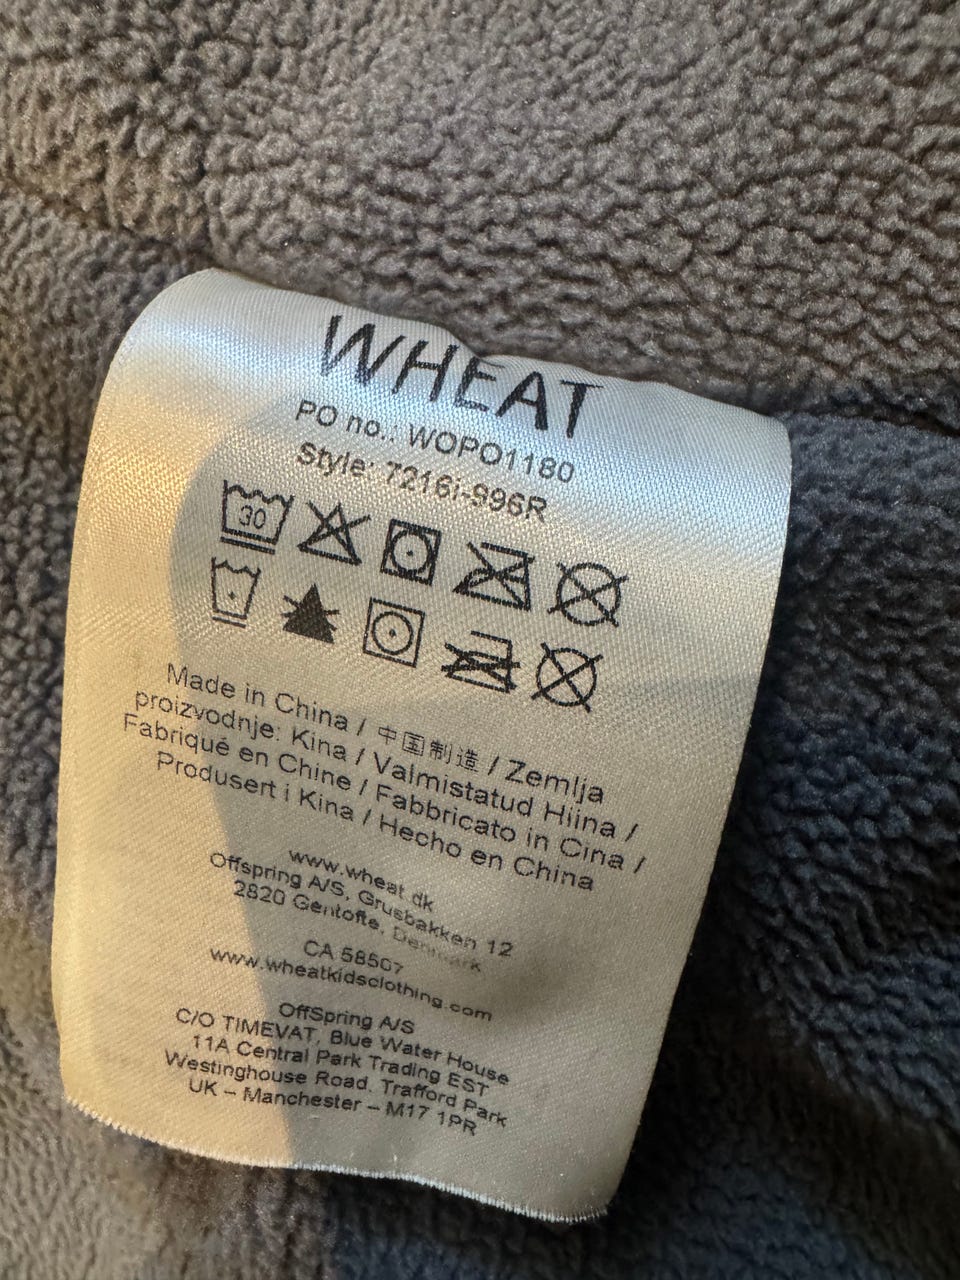 WHEAT
PO no.: WOPO1180
Style: 7216i-996R
30
Made in China / 中国制造 / Zemlja
proizvodnje: Kina / Valmistatud Hiina /
Fabriqué en Chine / Fabbricato in Cina /
Produsert i Kina / Hecho en China
www.wheat.dk
Offspring A/S, Grusbakken 12
2820 Gentofte, Denmark
CA 58507
www.wheatkidsclothing.com
OffSpring A/S
C/O TIMEVAT, Blue Water House
11A Central Park Trading EST
Westinghouse Road. Trafford Park
UK – Manchester – M17 1PR